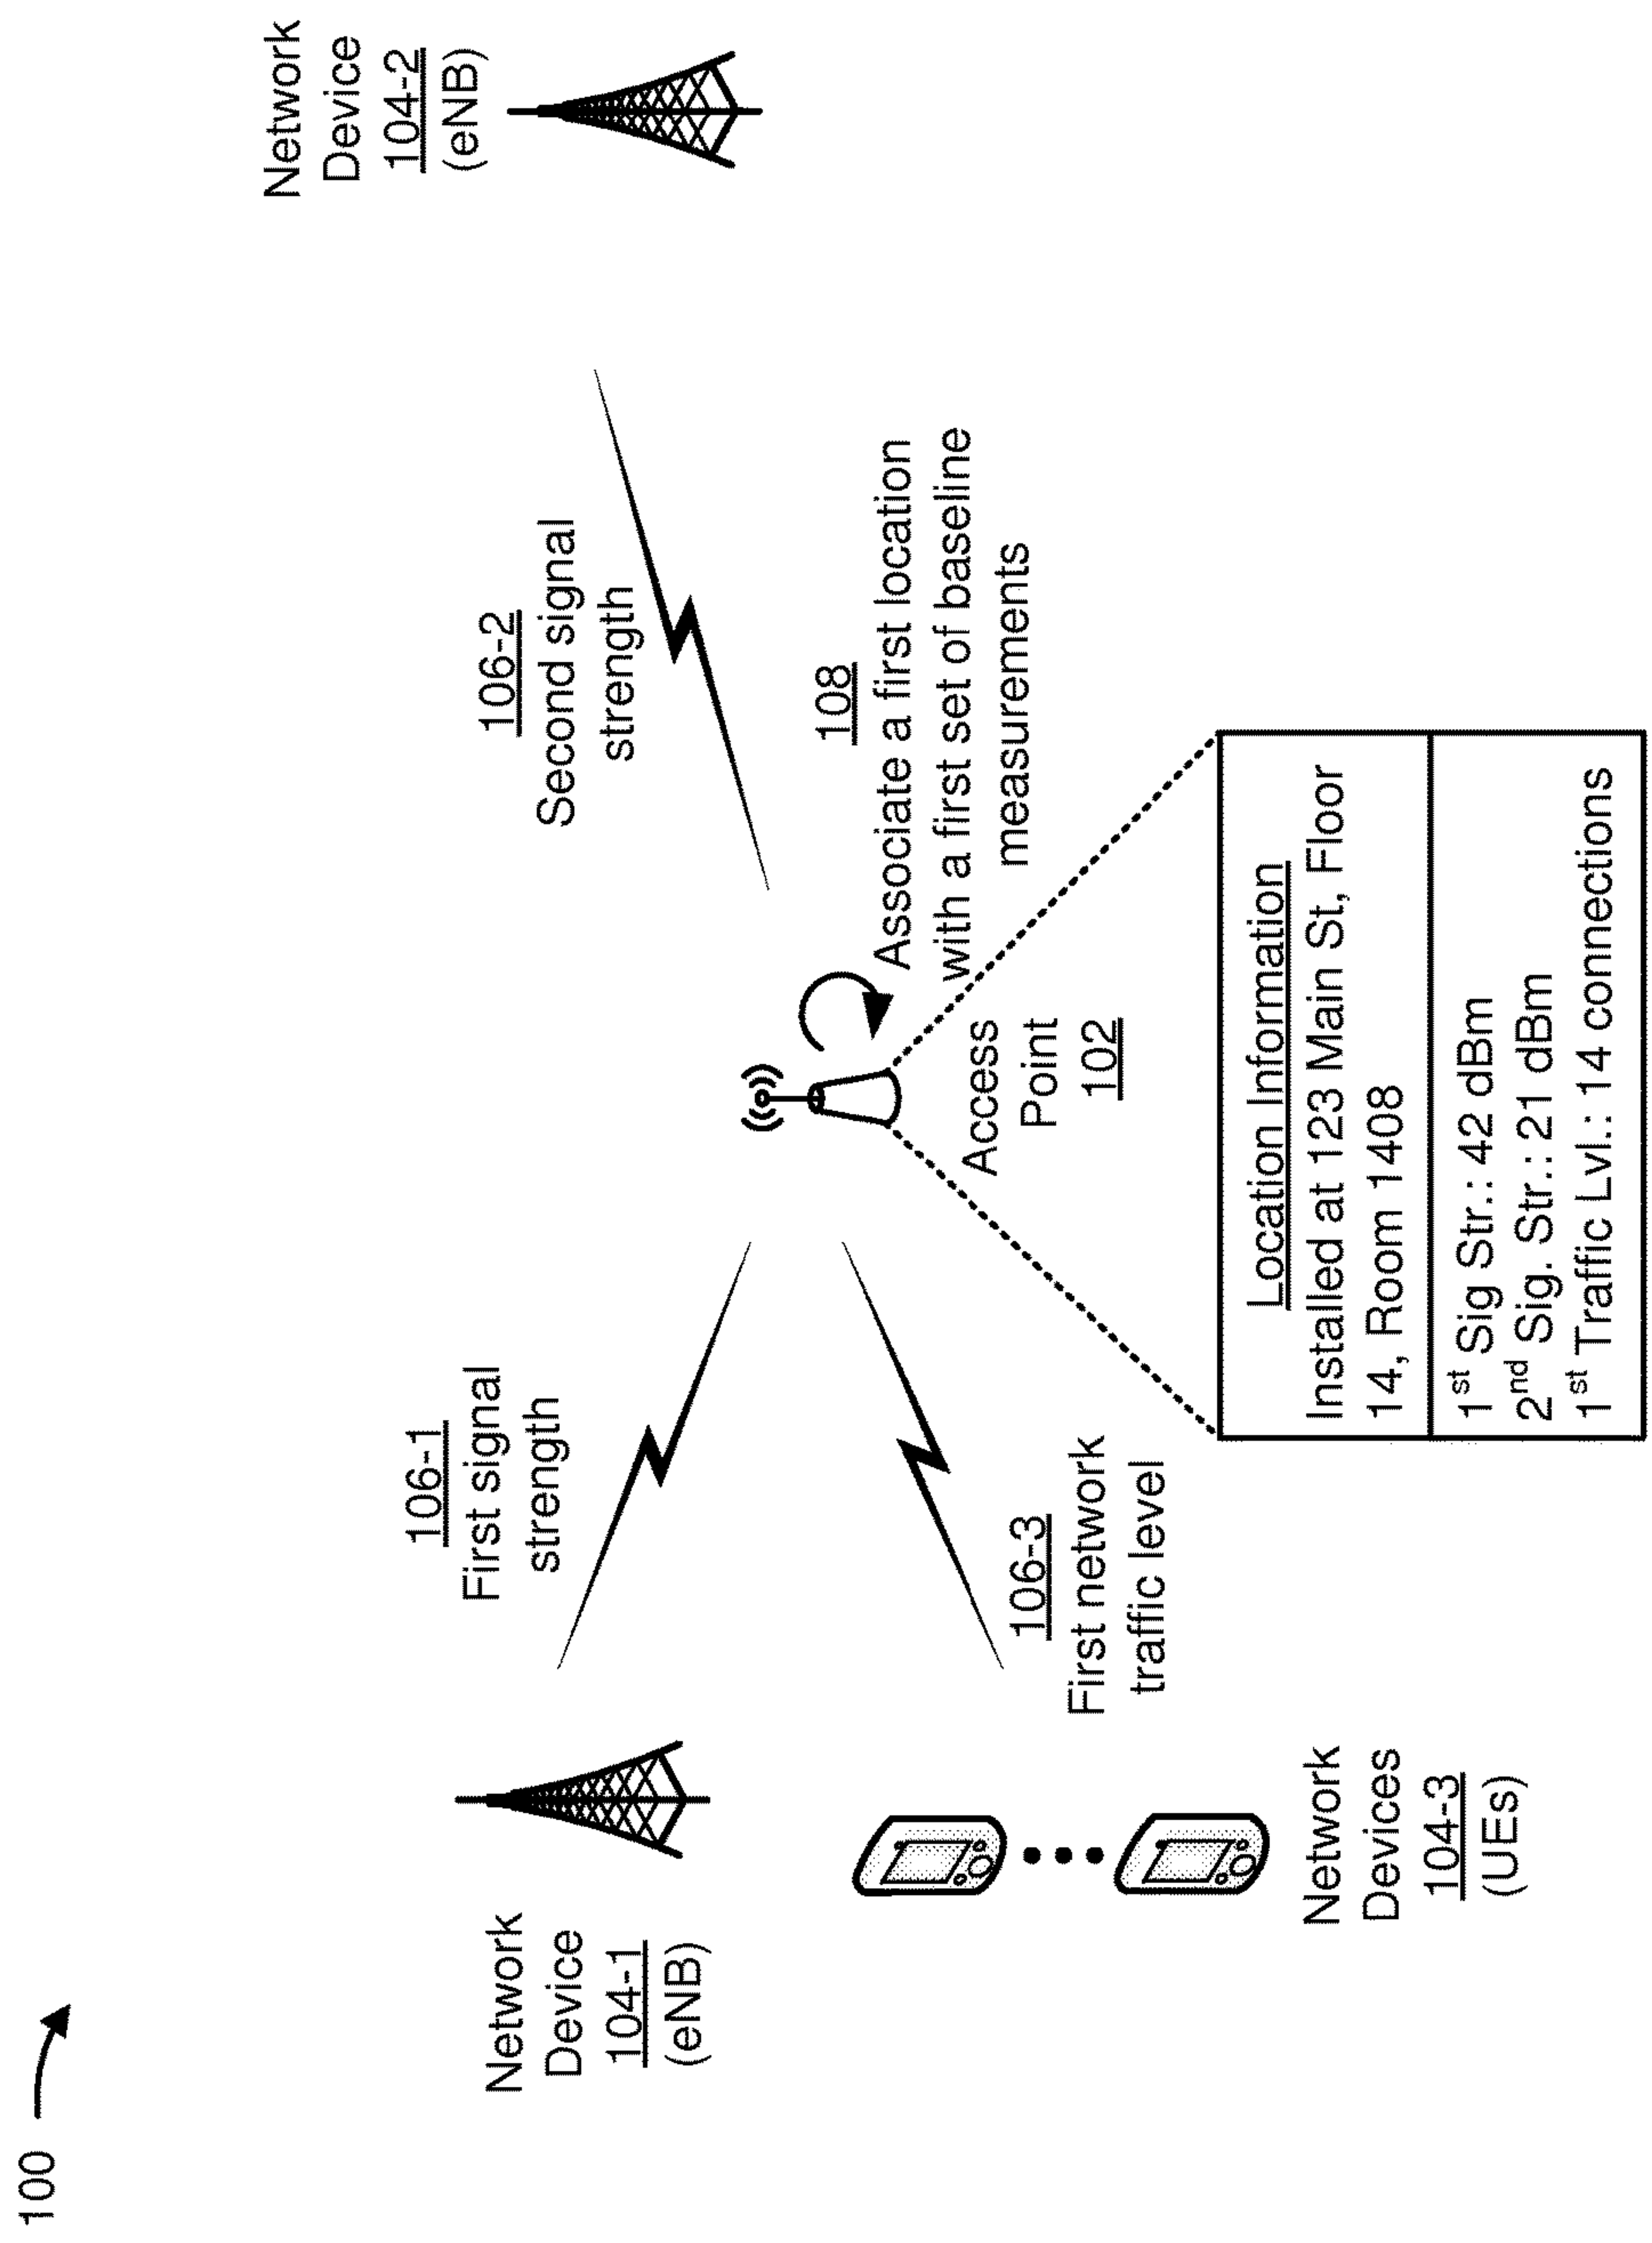 100
Network
Device
104-1
(eNB)
106-1
First signal
strength
106-2
Second signal
strength
Network
Device
104-2
(eNB)
108
Associate a first location
with a first set of baseline
measurements
Access
Point
102
106-3
First network
traffic level
Network
Devices
104-3
(UEs)
Location Information
Installed at 123 Main St, Floor
14, Room 1408
1st Sig Str.: 42 dBm
2nd Sig. Str.: 21 dBm
1st Traffic Lvl.: 14 connections